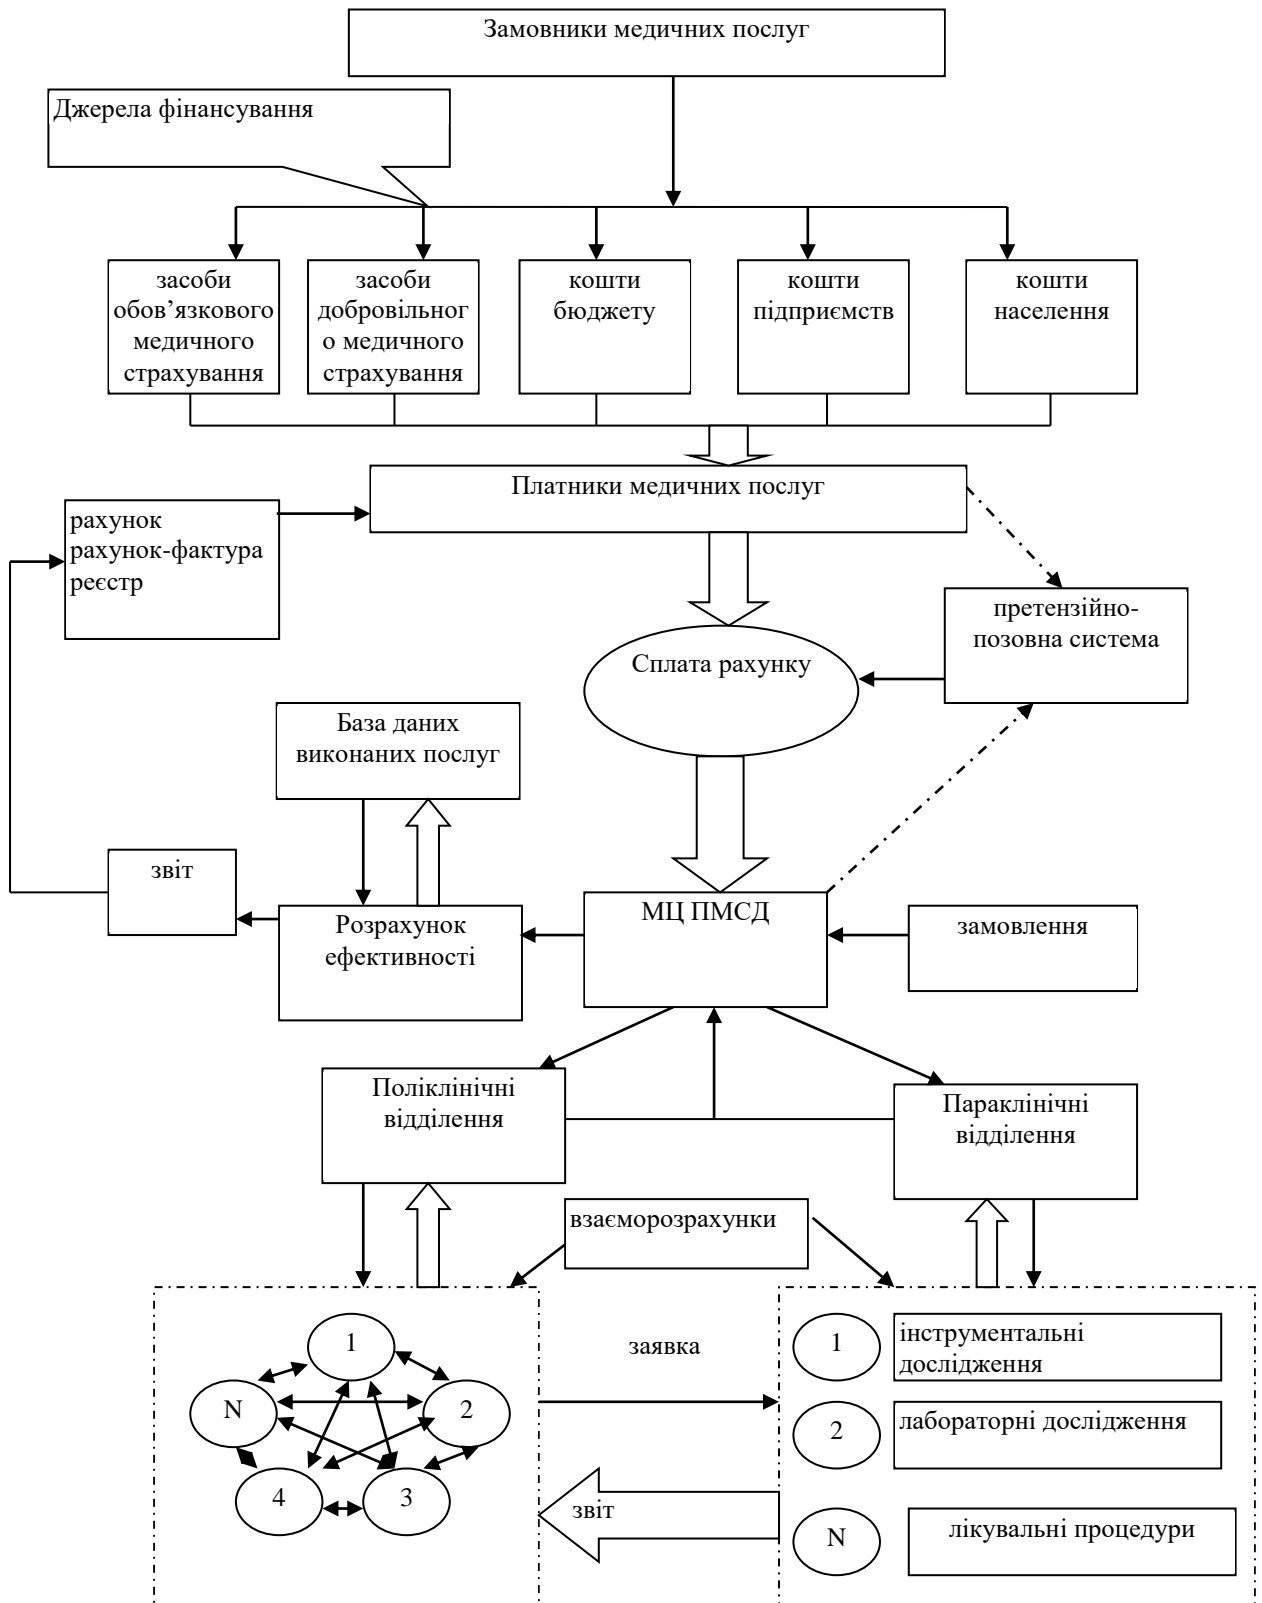 Замовники медичних послуг
Джерела фінансування
засоби
обов’язкового
медичного
страхування
засоби
добровільног
о медичного
страхування
кошти
бюджету
кошти
підприємств
кошти
населення
Платники медичних послуг
рахунок
рахунок-фактура
реєстр
претензійно-
позовна система
Сплата рахунку
База даних
виконаних послуг
звіт
Розрахунок
ефективності
МЦ ПМСД
замовлення
Поліклінічні
відділення
Параклінічні
відділення
взаєморозрахунки
1
N
2
4
3
заявка
звіт
1
інструментальні
дослідження
2
лабораторні дослідження
N
лікувальні процедури